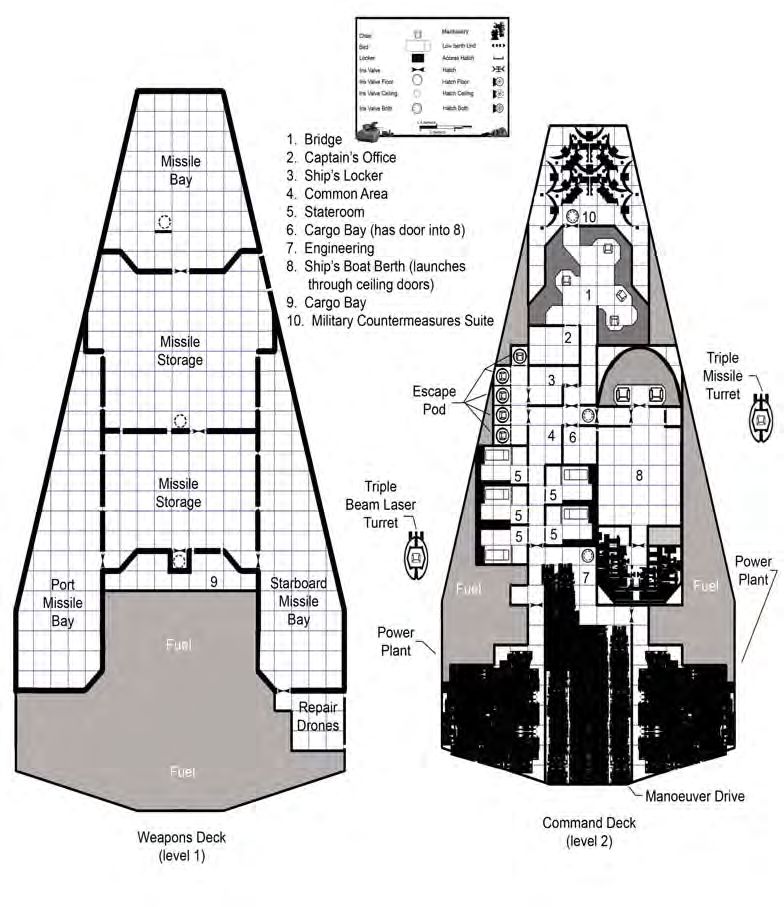 Chair
Bed
Locker
Iris Valve
Iris Valve Floor
Iris Valve Ceiling
Iris Valve Both
Machinery
Low Berth Unit
Access Hatch
Hatch
Hatch Floor
Hatch Ceiling
Hatch Both
1. Bridge
2. Captain's Office
3. Ship's Locker
4. Common Area
5. Stateroom
6. Cargo Bay (has door into 8)
7. Engineering
8. Ship's Boat Berth (launches
through ceiling doors)
9. Cargo Bay
10. Military Countermeasures Suite
Missile
Bay
Missile
Storage
Missile
Storage
9
Port
Missile
Bay
Starboard
Missile
Bay
Fuel
Repair
Drones
Fuel
Weapons Deck
(level 1)
10
1
2
3
4
6
8
5
5
5
5
5
7
Escape
Pod
Triple
Missile
Turret
Triple
Beam Laser
Turret
Fuel
Fuel
Power
Plant
Power
Plant
Manoeuver Drive
Command Deck
(level 2)